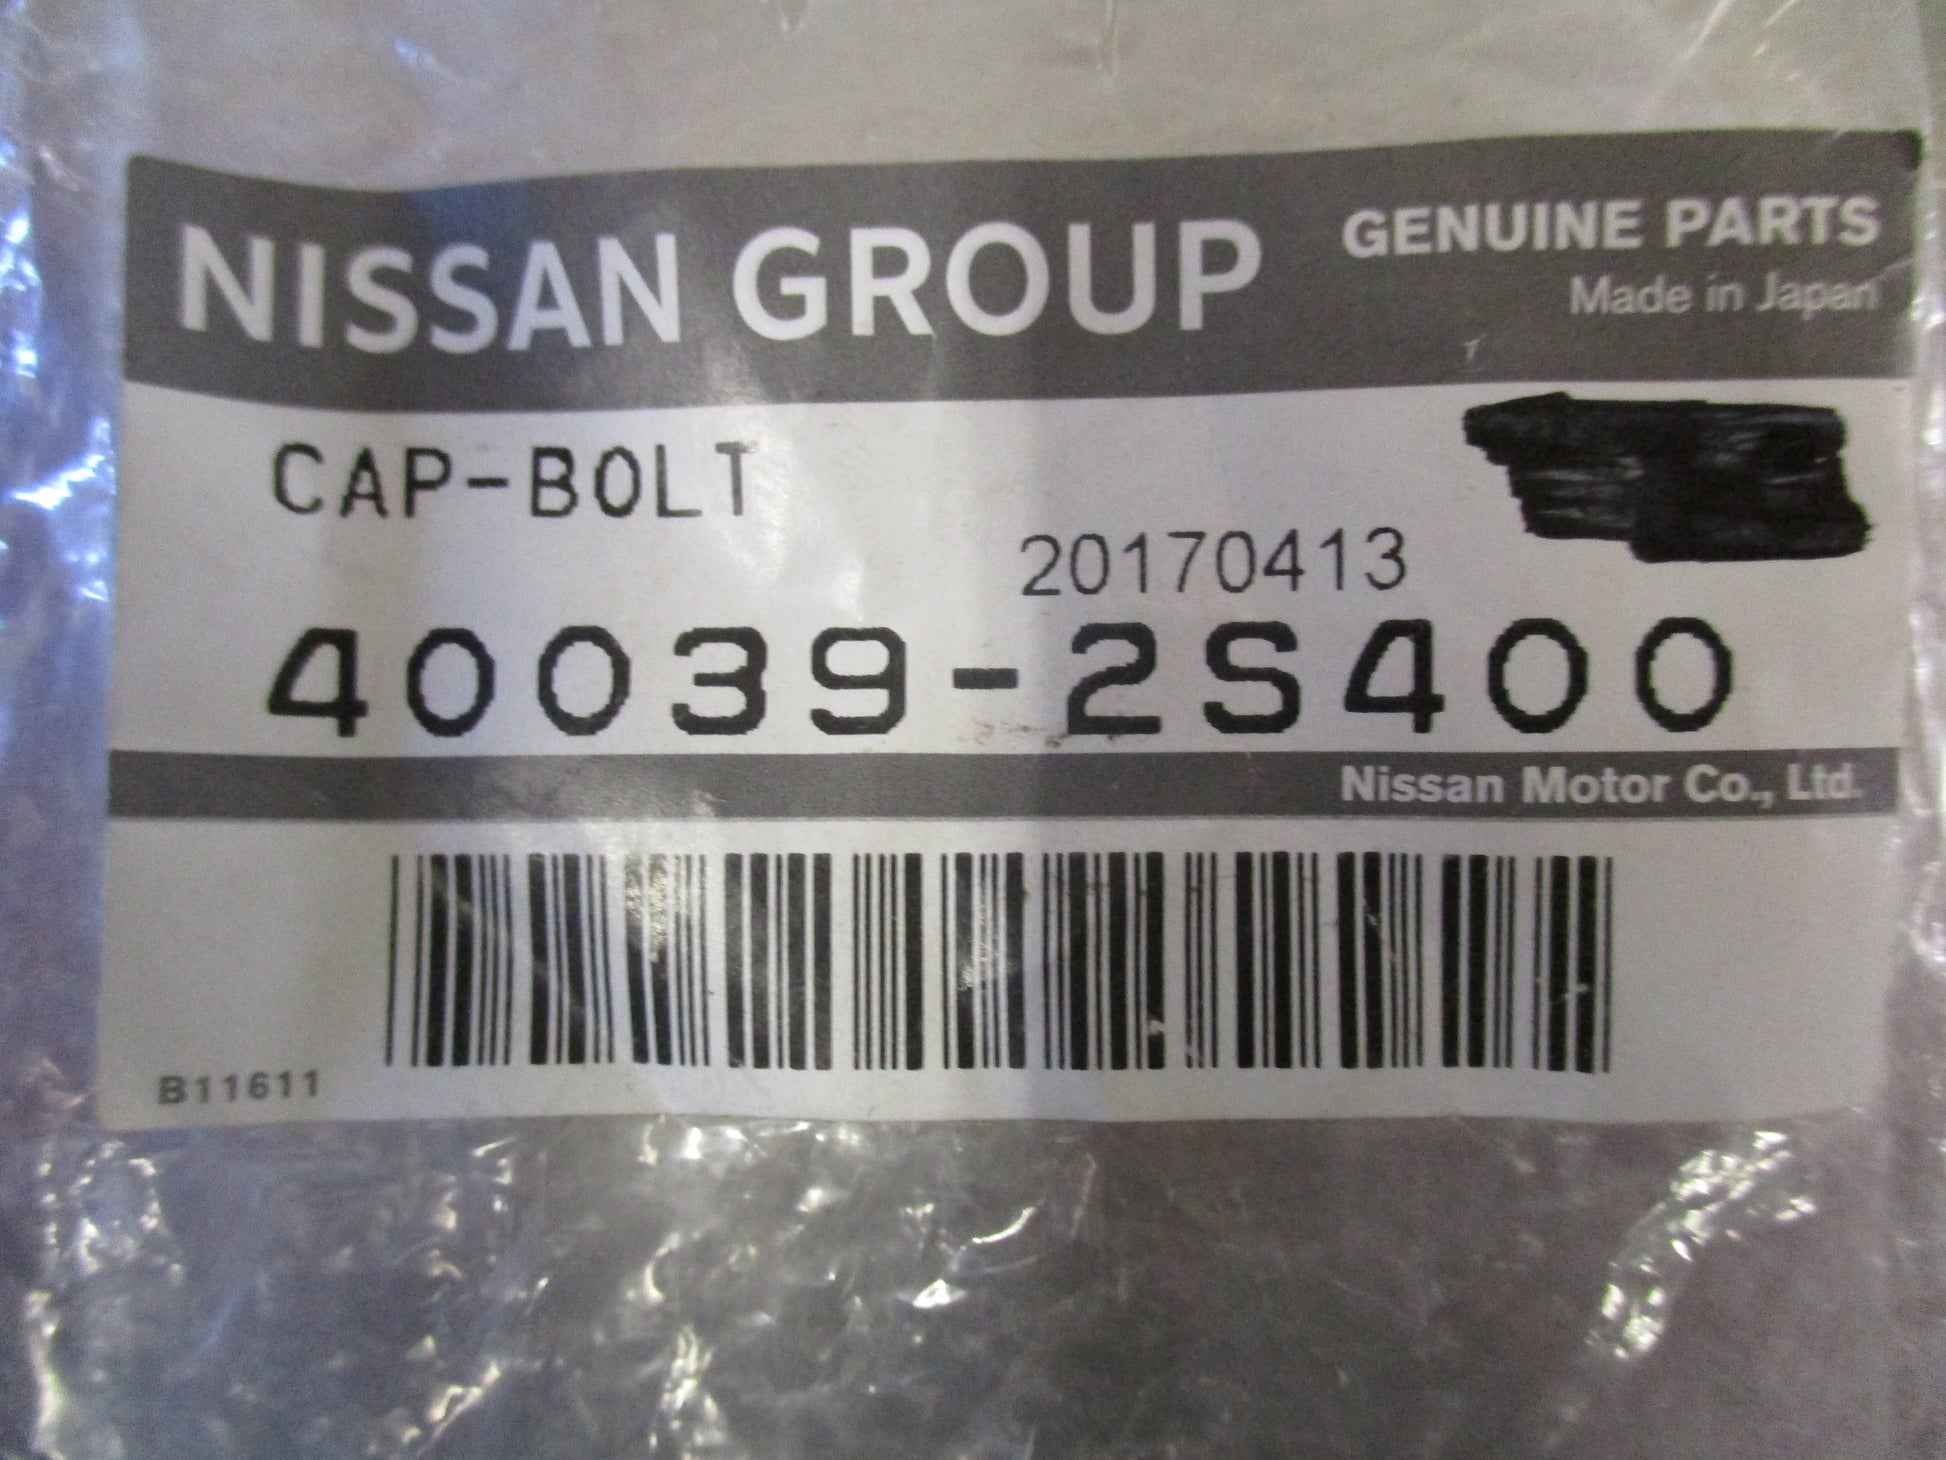 NISSAN GROUP
GENUINE PARTS
Made in Japan
CAP-BOLT
20170413
40039-2S400
Nissan Motor Co., Ltd.
B11611